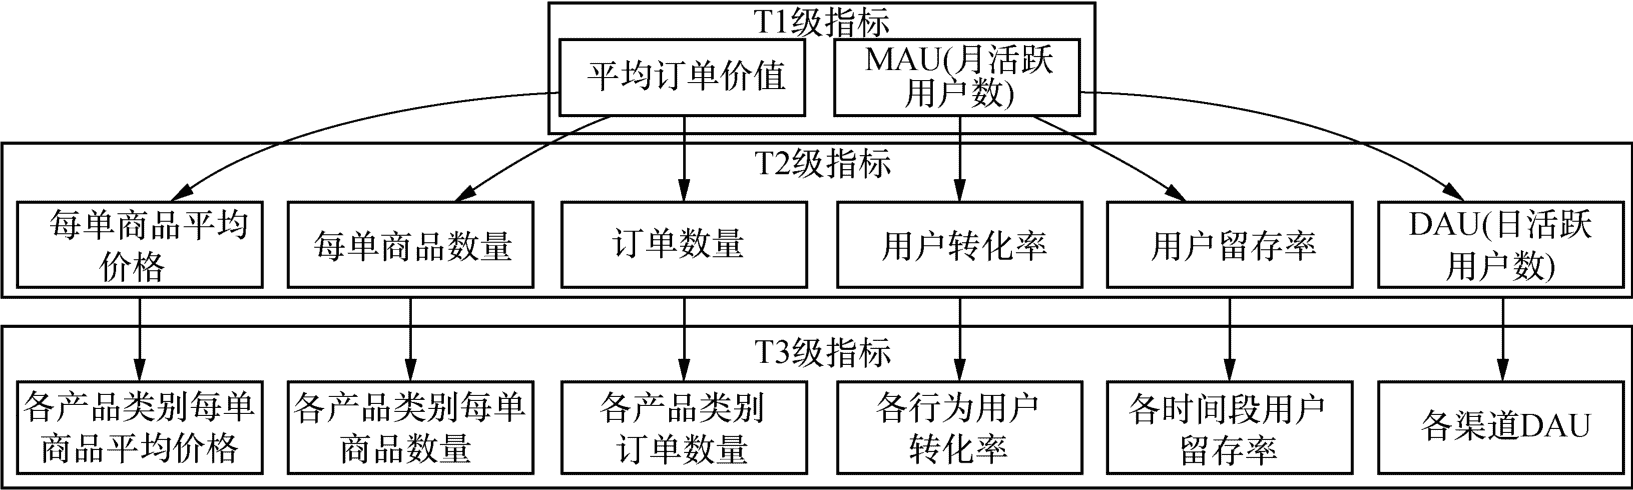 T1级指标
平均订单价值
MAU(月活跃
用户数)
T2级指标
每单商品平均
价格
每单商品数量
订单数量
用户转化率
用户留存率
DAU(日活跃
用户数)
T3级指标
各产品类别每单
商品平均价格
各产品类别每单
商品数量
各产品类别
订单数量
各行为用户
转化率
各时间段用户
留存率
各渠道DAU